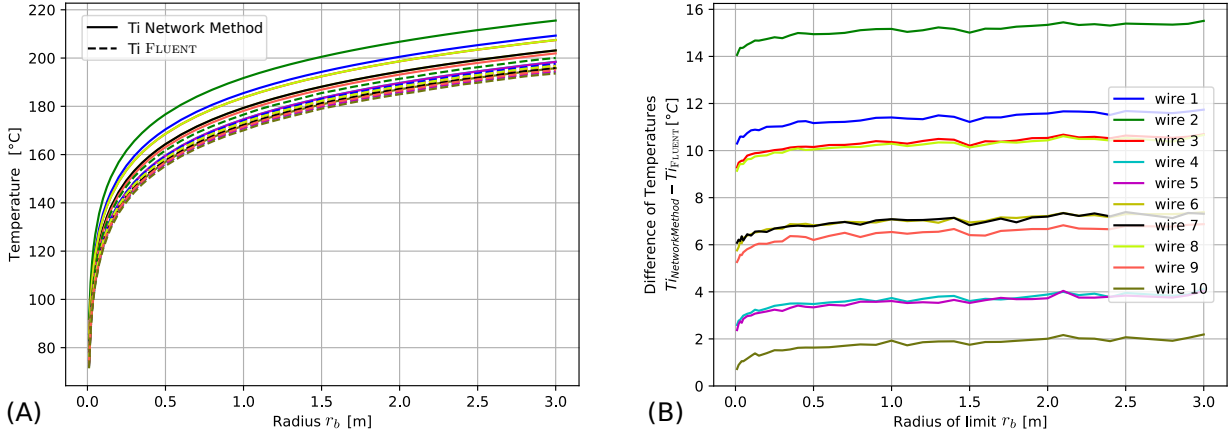 Ti Network Method
Ti FLUENT
220
200
180
160
140
120
100
80
Temperature [°C]
0.0 0.5 1.0 1.5 2.0 2.5 3.0
Radius r_b [m]
(A)
16
14
12
10
8
6
4
2
0
Difference of Temperatures
Ti_NetworkMethod − Ti_FLUENT [°C]
wire 1
wire 2
wire 3
wire 4
wire 5
wire 6
wire 7
wire 8
wire 9
wire 10
0.0 0.5 1.0 1.5 2.0 2.5 3.0
Radius of limit r_b [m]
(B)